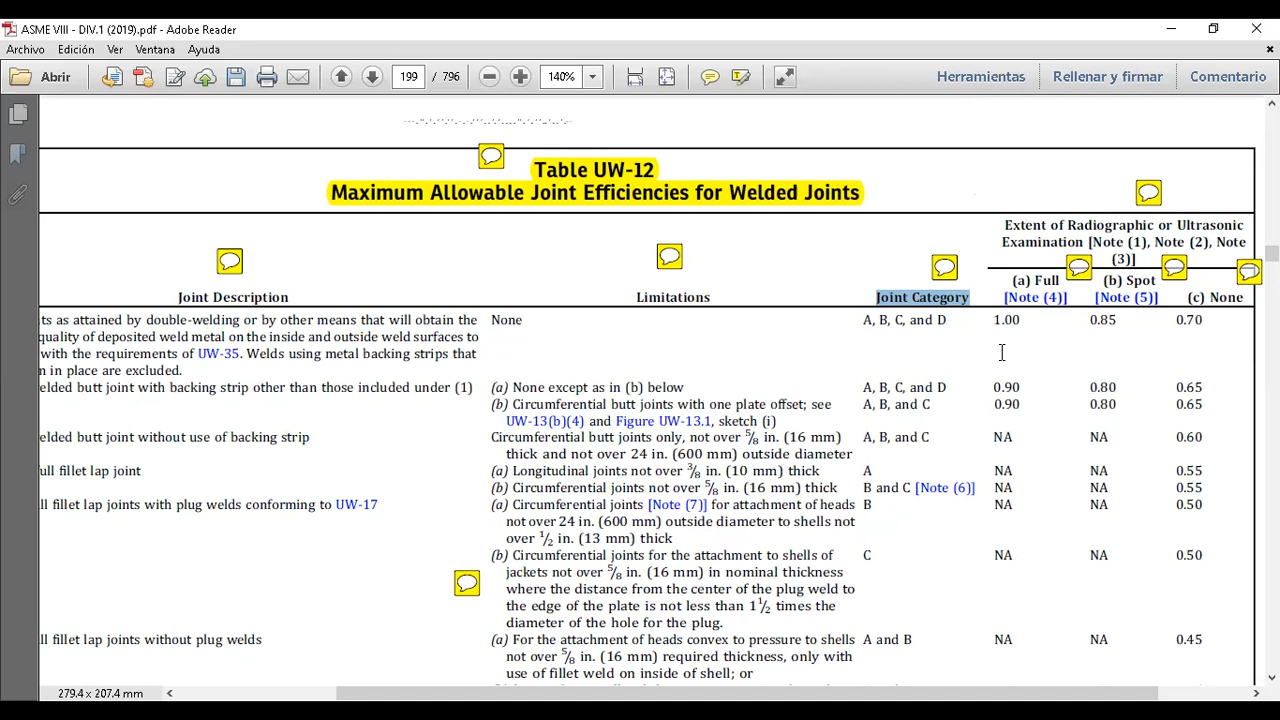 ASME VIII - DIV.1 (2019).pdf - Adobe Reader
Archivo Edición Ver Ventana Ayuda
Abrir 199 / 796 140% Herramientas Rellenar y firmar Comentario
Table UW-12
Maximum Allowable Joint Efficiencies for Welded Joints
Extent of Radiographic or Ultrasonic
Examination [Note (1), Note (2), Note
(3)]
(a) Full (b) Spot
Joint Description Limitations Joint Category [Note (4)] [Note (5)] (c) None
ts as attained by double-welding or by other means that will obtain the None A, B, C, and D 1.00 0.85 0.70
quality of deposited weld metal on the inside and outside weld surfaces to
with the requirements of UW-35. Welds using metal backing strips that
n in place are excluded.
elded butt joint with backing strip other than those included under (1) (a) None except as in (b) below A, B, C, and D 0.90 0.80 0.65
(b) Circumferential butt joints with one plate offset; see A, B, and C 0.90 0.80 0.65
UW-13(b)(4) and Figure UW-13.1, sketch (i)
elded butt joint without use of backing strip Circumferential butt joints only, not over 5/8 in. (16 mm) A, B, and C NA NA 0.60
thick and not over 24 in. (600 mm) outside diameter
full fillet lap joint (a) Longitudinal joints not over 3/8 in. (10 mm) thick A NA NA 0.55
(b) Circumferential joints not over 5/8 in. (16 mm) thick B and C [Note (6)] NA NA 0.55
ll fillet lap joints with plug welds conforming to UW-17 (a) Circumferential joints [Note (7)] for attachment of heads B NA NA 0.50
not over 24 in. (600 mm) outside diameter to shells not
over 1/2 in. (13 mm) thick
(b) Circumferential joints for the attachment to shells of C NA NA 0.50
jackets not over 5/8 in. (16 mm) in nominal thickness
where the distance from the center of the plug weld to
the edge of the plate is not less than 1 1/2 times the
diameter of the hole for the plug.
ll fillet lap joints without plug welds (a) For the attachment of heads convex to pressure to shells A and B NA NA 0.45
not over 5/8 in. (16 mm) required thickness, only with
use of fillet weld on inside of shell; or
279.4 x 207.4 mm